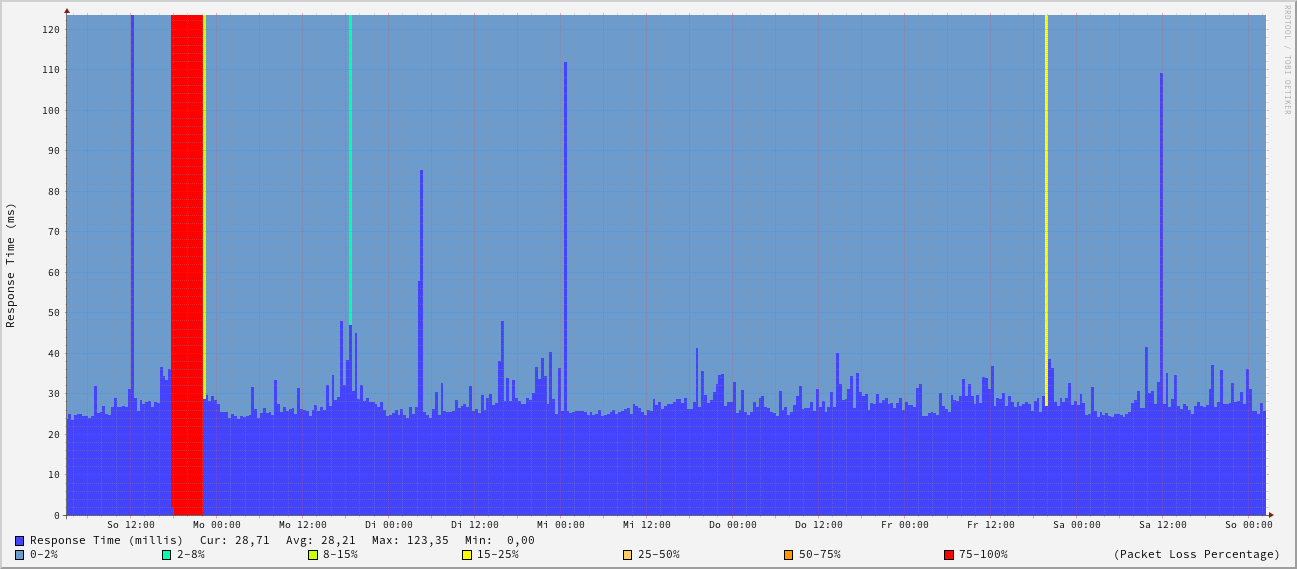 RRDTOOL / TOBI OETIKER
Response Time (ms)
120
110
100
90
80
70
60
50
40
30
20
10
0
So 12:00 Mo 00:00 Mo 12:00 Di 00:00 Di 12:00 Mi 00:00 Mi 12:00 Do 00:00 Do 12:00 Fr 00:00 Fr 12:00 Sa 00:00 Sa 12:00 So 00:00
Response Time (millis) Cur: 28,71 Avg: 28,21 Max: 123,35 Min: 0,00
0-2% 2-8% 8-15% 15-25% 25-50% 50-75% 75-100% (Packet Loss Percentage)